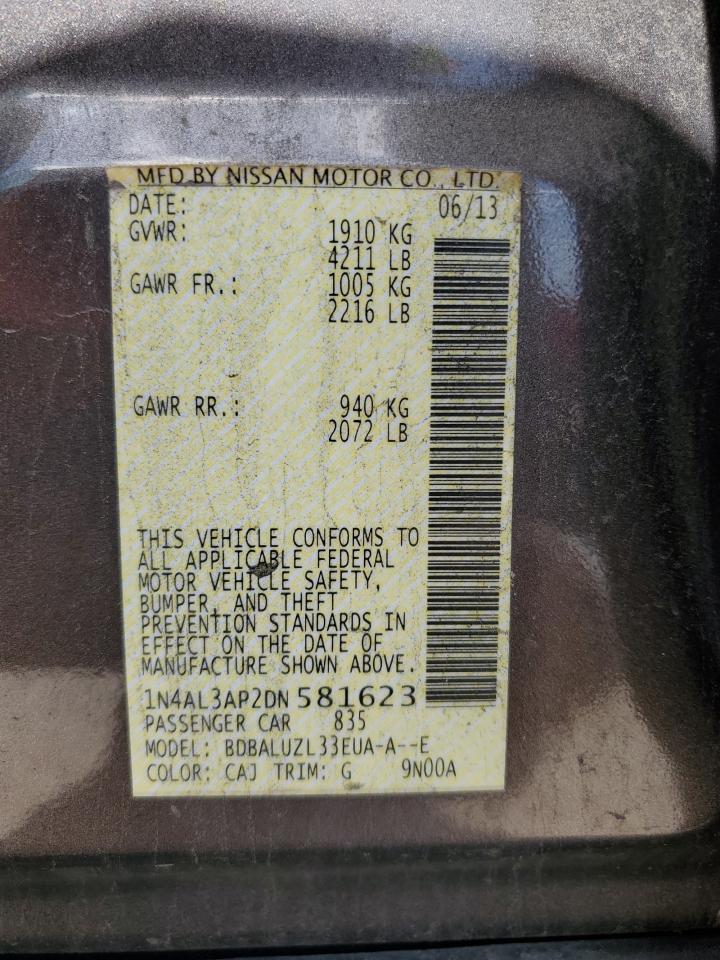 MFD BY NISSAN MOTOR CO., LTD.
DATE: 06/13
GVWR: 1910 KG
4211 LB
GAWR FR.: 1005 KG
2216 LB
GAWR RR.: 940 KG
2072 LB
THIS VEHICLE CONFORMS TO
ALL APPLICABLE FEDERAL
MOTOR VEHICLE SAFETY,
BUMPER, AND THEFT
PREVENTION STANDARDS IN
EFFECT ON THE DATE OF
MANUFACTURE SHOWN ABOVE.
1N4AL3AP2DN581623
PASSENGER CAR 835
MODEL: BDBALUZL33EUA-A--E
COLOR: CAJ TRIM: G 9N00A